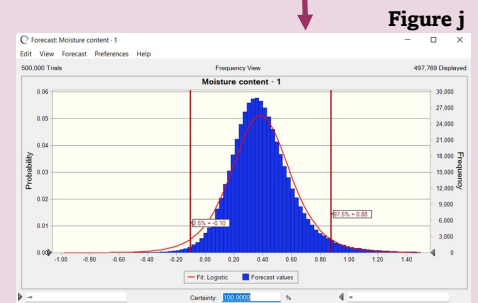 Figure j
Forecast: Moisture content - 1
Edit View Forecast Preferences Help
500,000 Trials Frequency View 497,769 Displayed
Moisture content - 1
Probability
0.06
0.05
0.04
0.03
0.02
0.01
0.00
2.5% = -0.10
97.5% = 0.88
30,000
27,000
24,000
21,000
18,000
15,000
12,000
9,000
6,000
3,000
0
Frequency
-1.00 -0.80 -0.60 -0.40 -0.20 0.00 0.20 0.40 0.60 0.80 1.00 1.20 1.40
Fit: Logistic Forecast values
-∞ Certainty: 100.0000 %